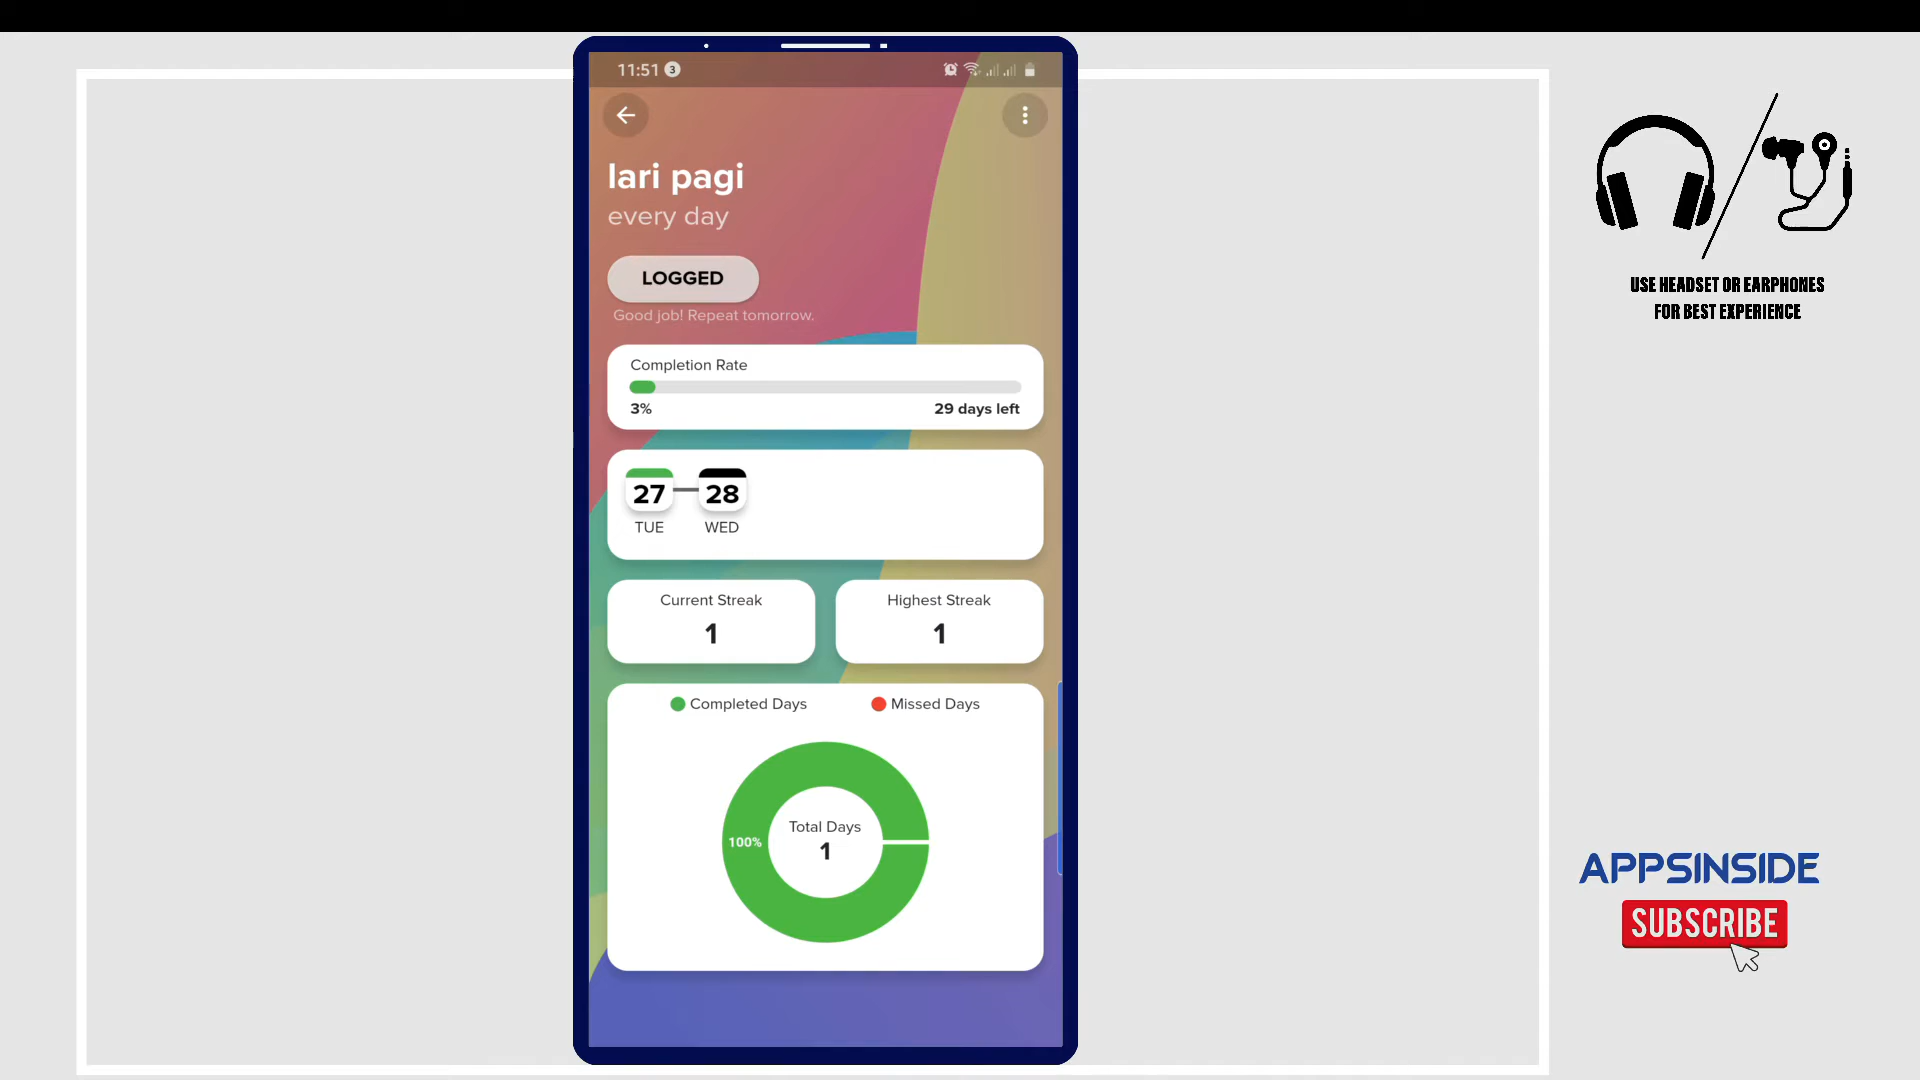 11:51 3
lari pagi
every day
LOGGED
Good job! Repeat tomorrow.
Completion Rate
3% 29 days left
27 28
TUE WED
Current Streak Highest Streak
1 1
Completed Days Missed Days
100%
Total Days
1
USE HEADSET OR EARPHONES
FOR BEST EXPERIENCE
APPSINSIDE
SUBSCRIBE